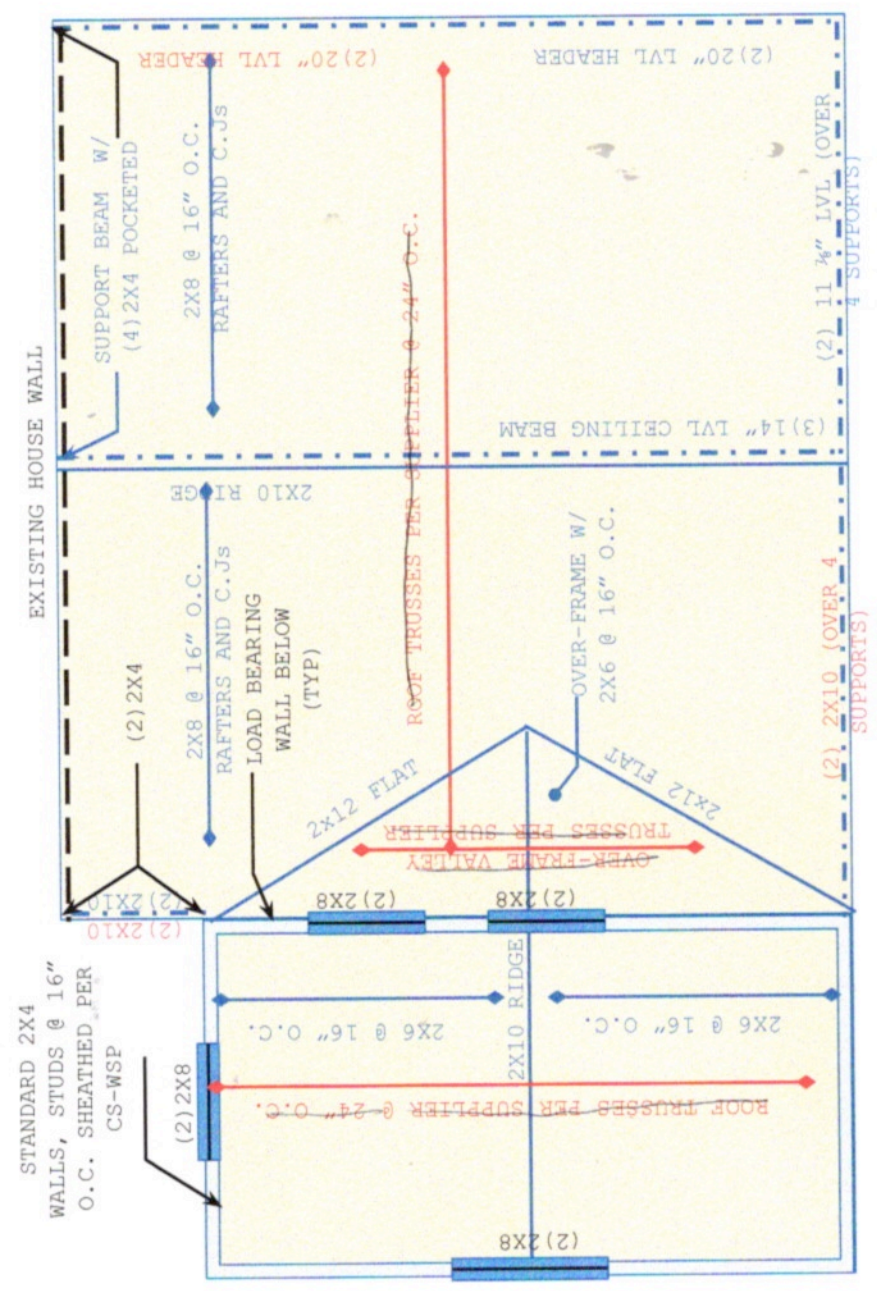 (2)20" LVL HEADER
(2)20" LVL HEADER
SUPPORT BEAM W/
(4)2X4 POCKETED
2X8 @ 16" O.C.
RAFTERS AND C.Js
(2) 11 ⅞" LVL (OVER
4 SUPPORTS)
EXISTING HOUSE WALL
ROOF TRUSSES PER SUPPLIER @ 24" O.C.
(3)14" LVL CEILING BEAM
2X10 RIDGE
(2)2X4
2X8 @ 16" O.C.
RAFTERS AND C.Js
LOAD BEARING
WALL BELOW
(TYP)
OVER-FRAME W/
2X6 @ 16" O.C.
(2) 2X10 (OVER 4
SUPPORTS)
2x12 FLAT
2x12 FLAT
OVER-FRAME VALLEY
TRUSSES PER SUPPLIER
(2)2X10
(2)2X10
(2)2X8
(2)2X8
STANDARD 2X4
WALLS, STUDS @ 16"
O.C. SHEATHED PER
CS-WSP
(2)2X8
2X6 @ 16" O.C.
2X10 RIDGE
2X6 @ 16" O.C.
ROOF TRUSSES PER SUPPLIER @ 24" O.C.
(2)2X8